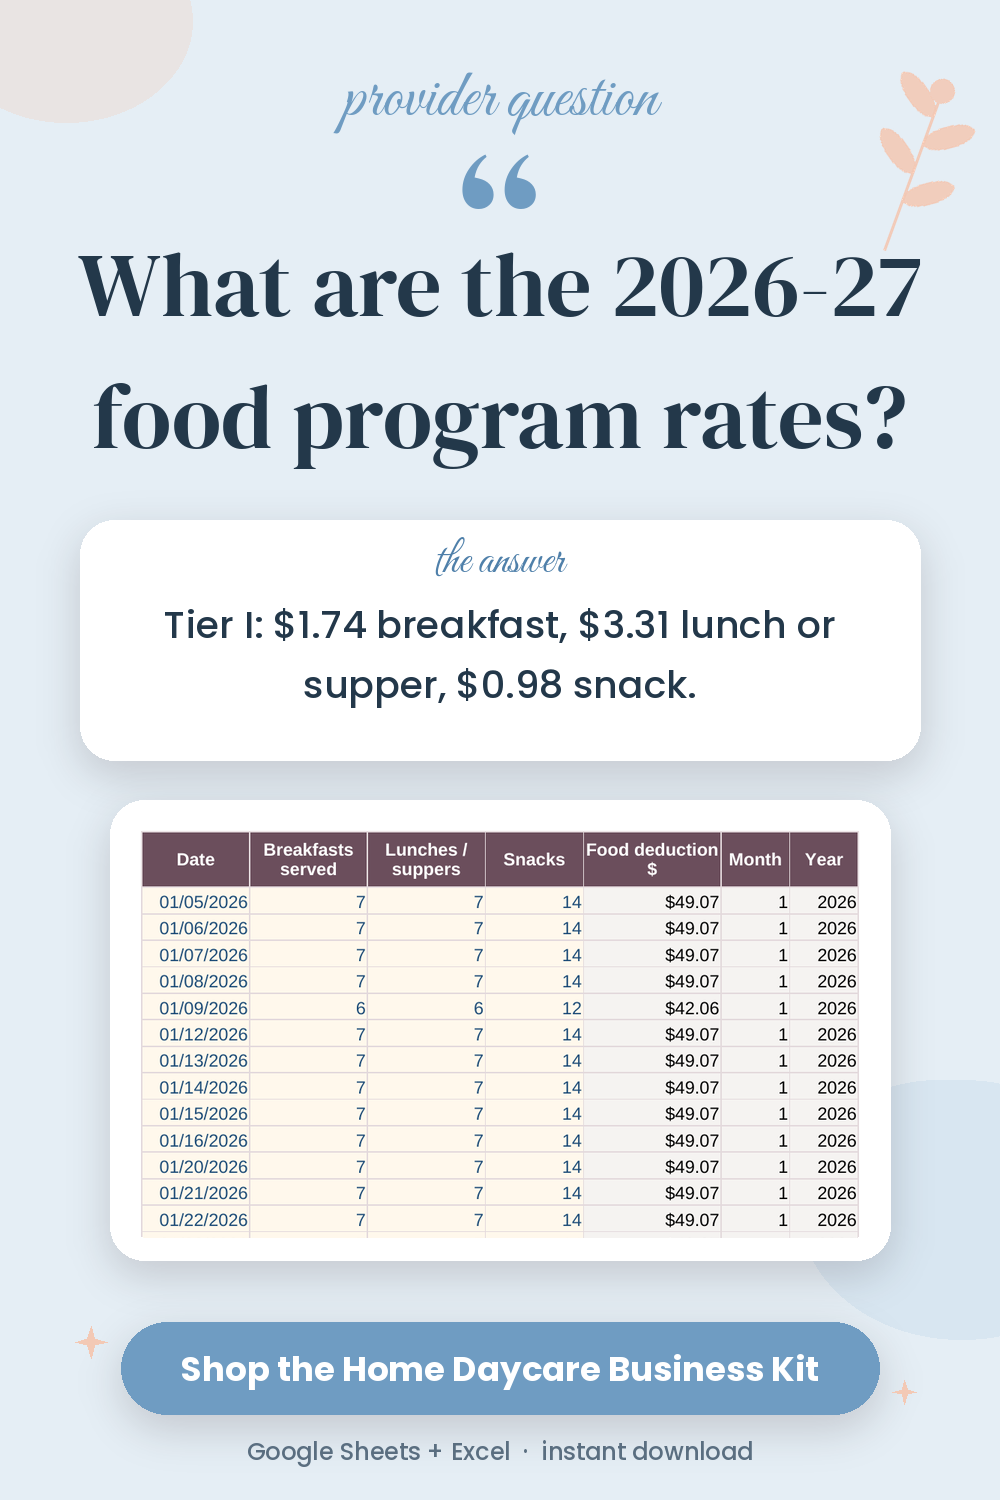 provider question
“
What are the 2026-27
food program rates?
the answer
Tier I: $1.74 breakfast, $3.31 lunch or
supper, $0.98 snack.
Date Breakfasts served Lunches / suppers Snacks Food deduction $ Month Year
01/05/2026 7 7 14 $49.07 1 2026
01/06/2026 7 7 14 $49.07 1 2026
01/07/2026 7 7 14 $49.07 1 2026
01/08/2026 7 7 14 $49.07 1 2026
01/09/2026 6 6 12 $42.06 1 2026
01/12/2026 7 7 14 $49.07 1 2026
01/13/2026 7 7 14 $49.07 1 2026
01/14/2026 7 7 14 $49.07 1 2026
01/15/2026 7 7 14 $49.07 1 2026
01/16/2026 7 7 14 $49.07 1 2026
01/20/2026 7 7 14 $49.07 1 2026
01/21/2026 7 7 14 $49.07 1 2026
01/22/2026 7 7 14 $49.07 1 2026
Shop the Home Daycare Business Kit
Google Sheets + Excel · instant download